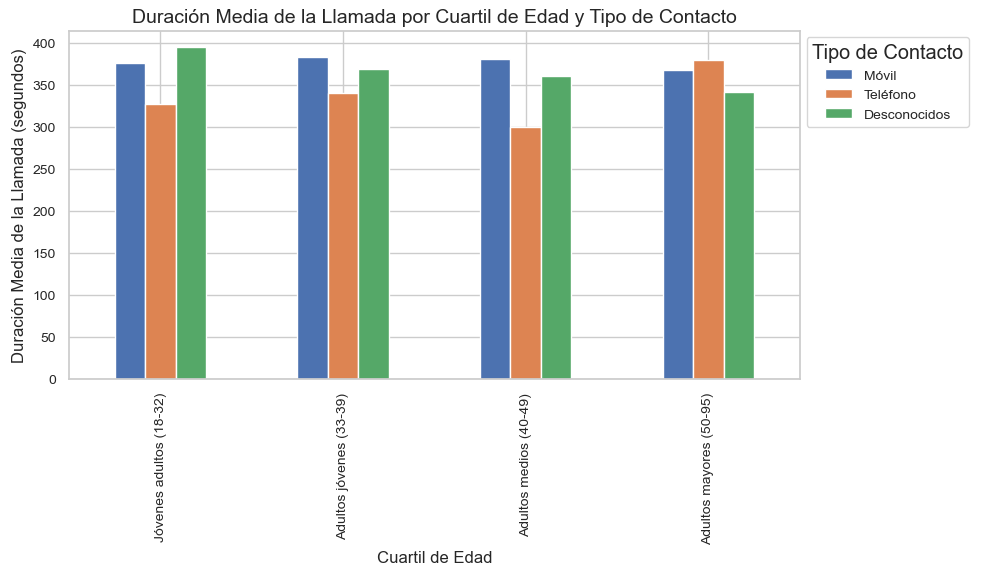 Duración Media de la Llamada por Cuartil de Edad y Tipo de Contacto
Duración Media de la Llamada (segundos)
400
350
300
250
200
150
100
50
0
Jóvenes adultos (18-32)
Adultos jóvenes (33-39)
Adultos medios (40-49)
Adultos mayores (50-95)
Cuartil de Edad
Tipo de Contacto
Móvil
Teléfono
Desconocidos